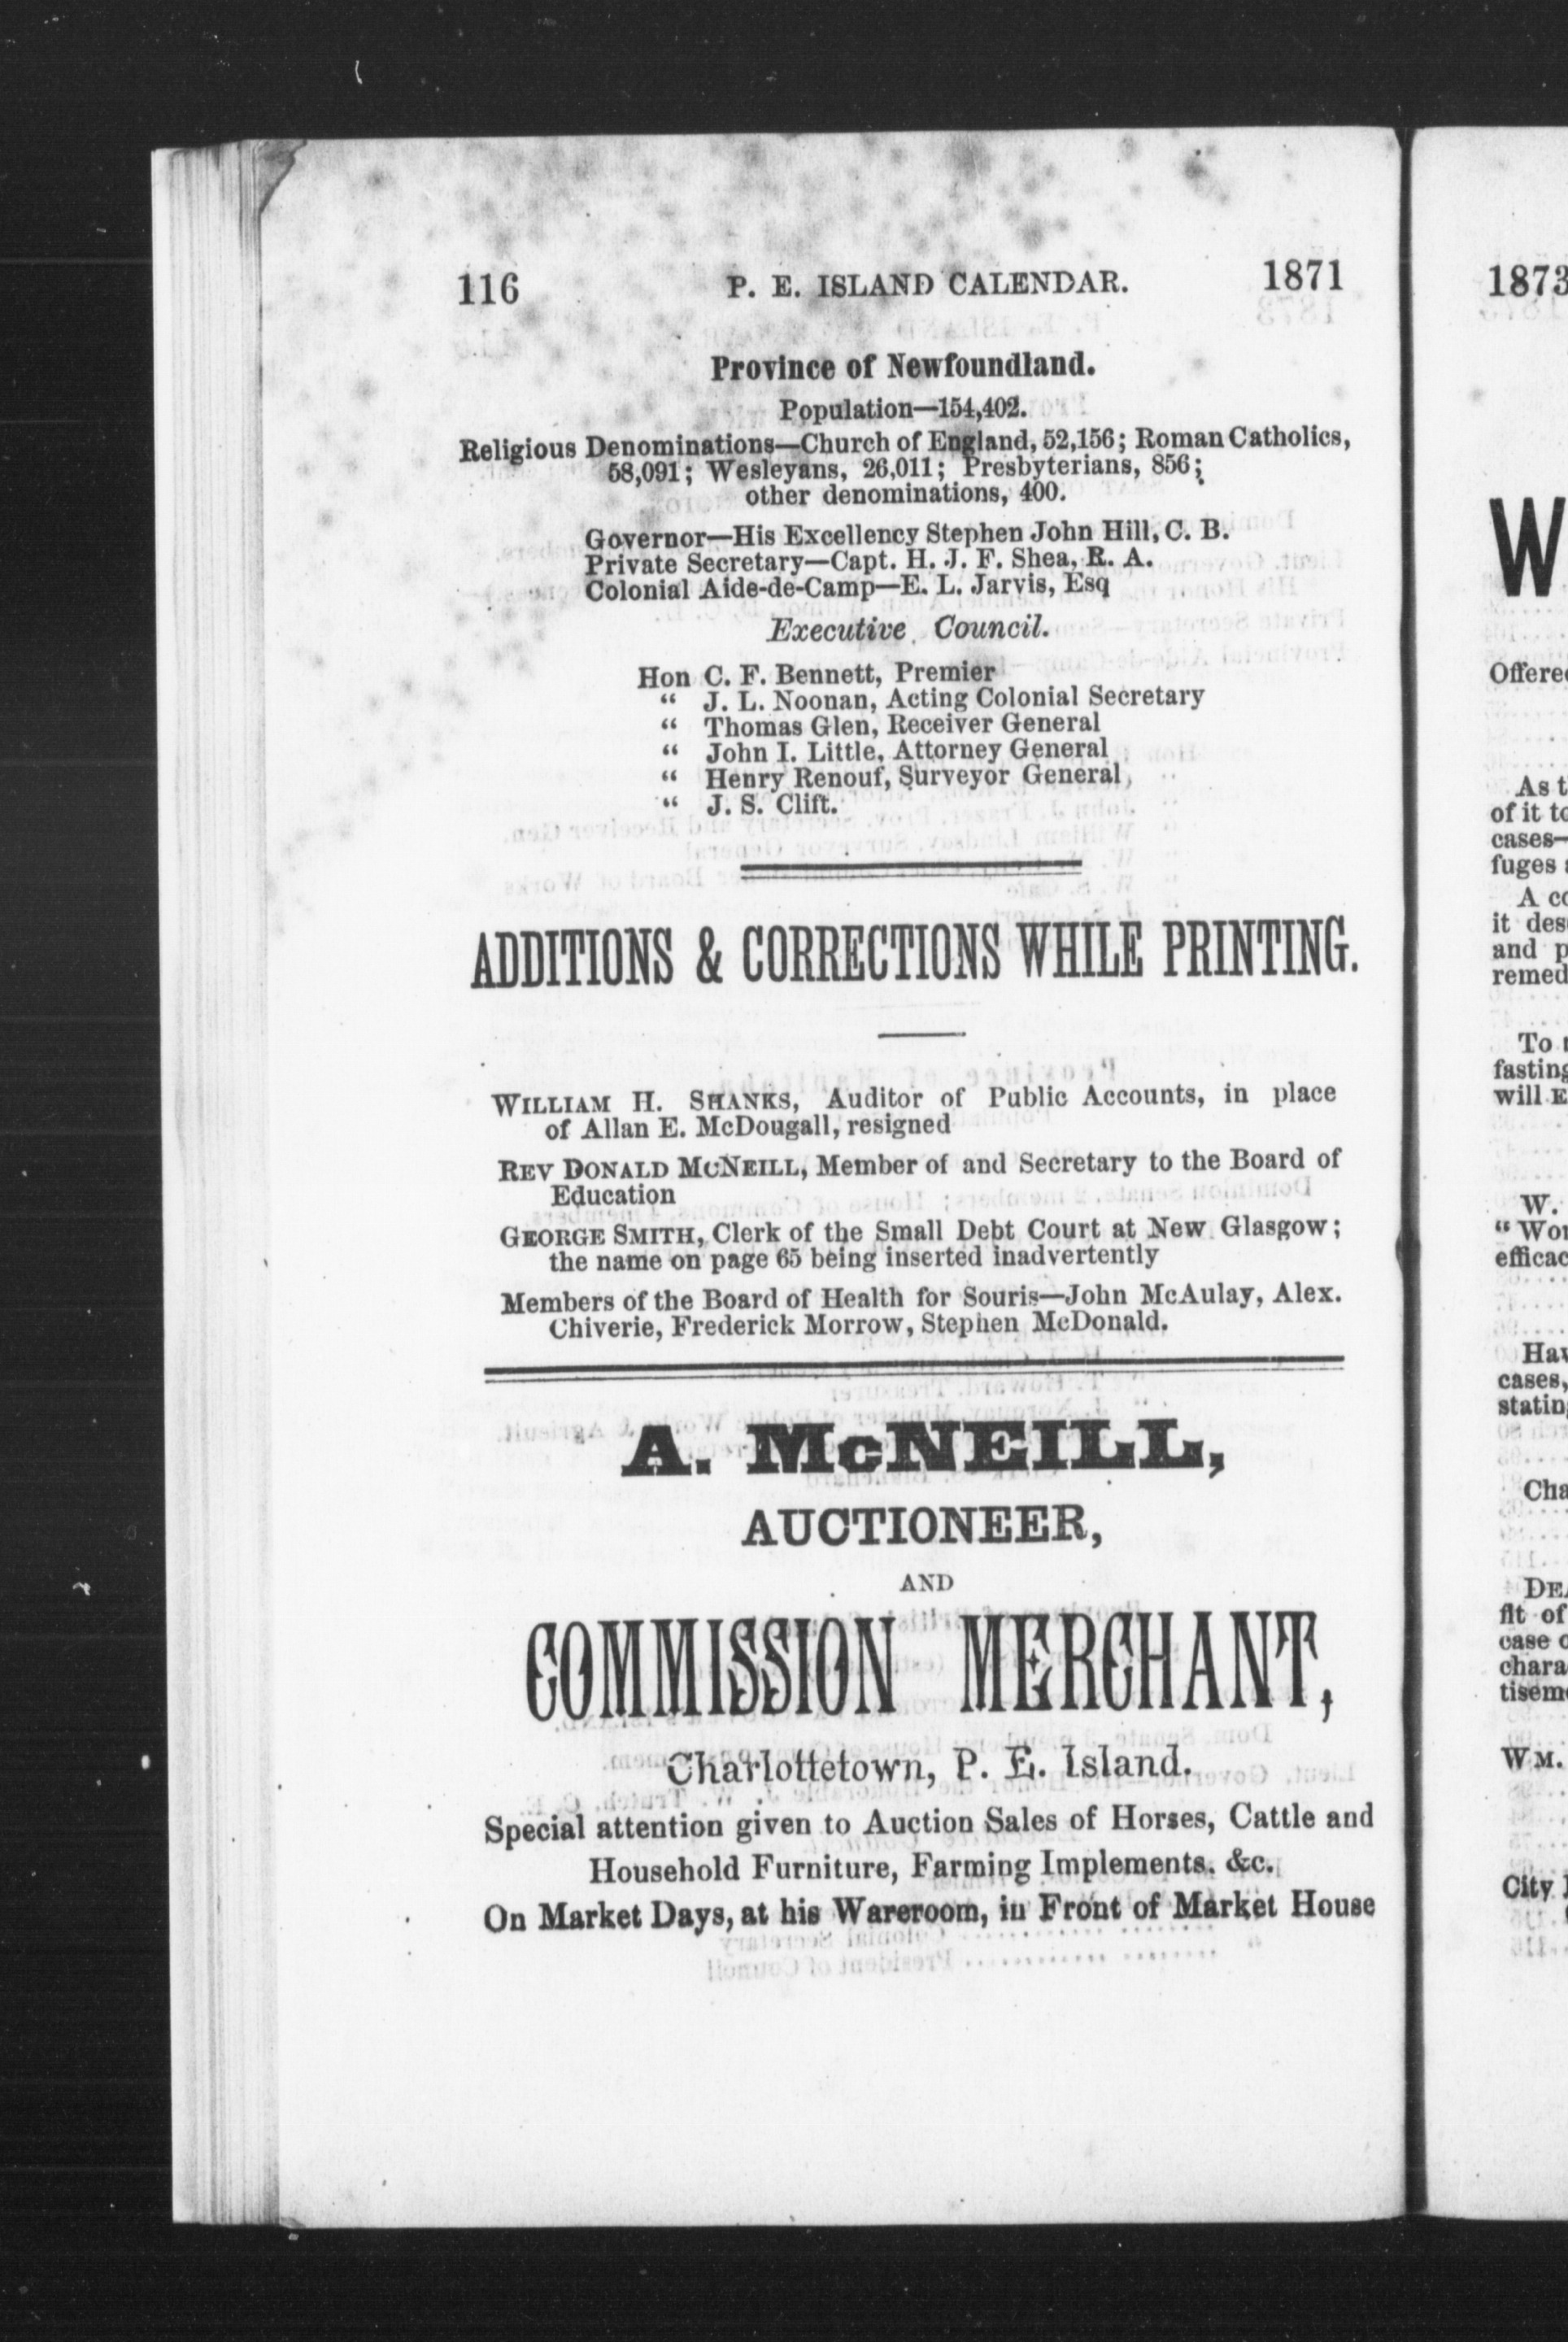 116 P. E. ISLAND CALENDAR. 1871
Province of Newfoundland.
Population—154,402.
Religious Denominations—Church of England, 52,156; Roman Catholics,
58,091; Wesleyans, 26,011; Presbyterians, 856;
other denominations, 400.
Governor—His Excellency Stephen John Hill, C. B.
Private Secretary—Capt. H. J. F. Shea, R. A.
Colonial Aide-de-Camp—E. L. Jarvis, Esq
Executive Council.
Hon C. F. Bennett, Premier
“ J. L. Noonan, Acting Colonial Secretary
“ Thomas Glen, Receiver General
“ John I. Little, Attorney General
“ Henry Renouf, Surveyor General
“ J. S. Clift.
ADDITIONS & CORRECTIONS WHILE PRINTING.
WILLIAM H. SHANKS, Auditor of Public Accounts, in place
of Allan E. McDougall, resigned
REV DONALD MCNEILL, Member of and Secretary to the Board of
Education
GEORGE SMITH, Clerk of the Small Debt Court at New Glasgow;
the name on page 65 being inserted inadvertently
Members of the Board of Health for Souris—John McAulay, Alex.
Chiverie, Frederick Morrow, Stephen McDonald.
A. McNEILL,
AUCTIONEER,
AND
COMMISSION MERCHANT,
Charlottetown, P. E. Island.
Special attention given to Auction Sales of Horses, Cattle and
Household Furniture, Farming Implements. &c.
On Market Days, at his Wareroom, in Front of Market House
1873
W
As t
of it to
cases—
fuges
A co
it des
and p
remed
To
fasting
will
W.
“ Wor
efficac
Hav
cases,
statin
Cha
fit of
case
chara
tisem
WM.
City